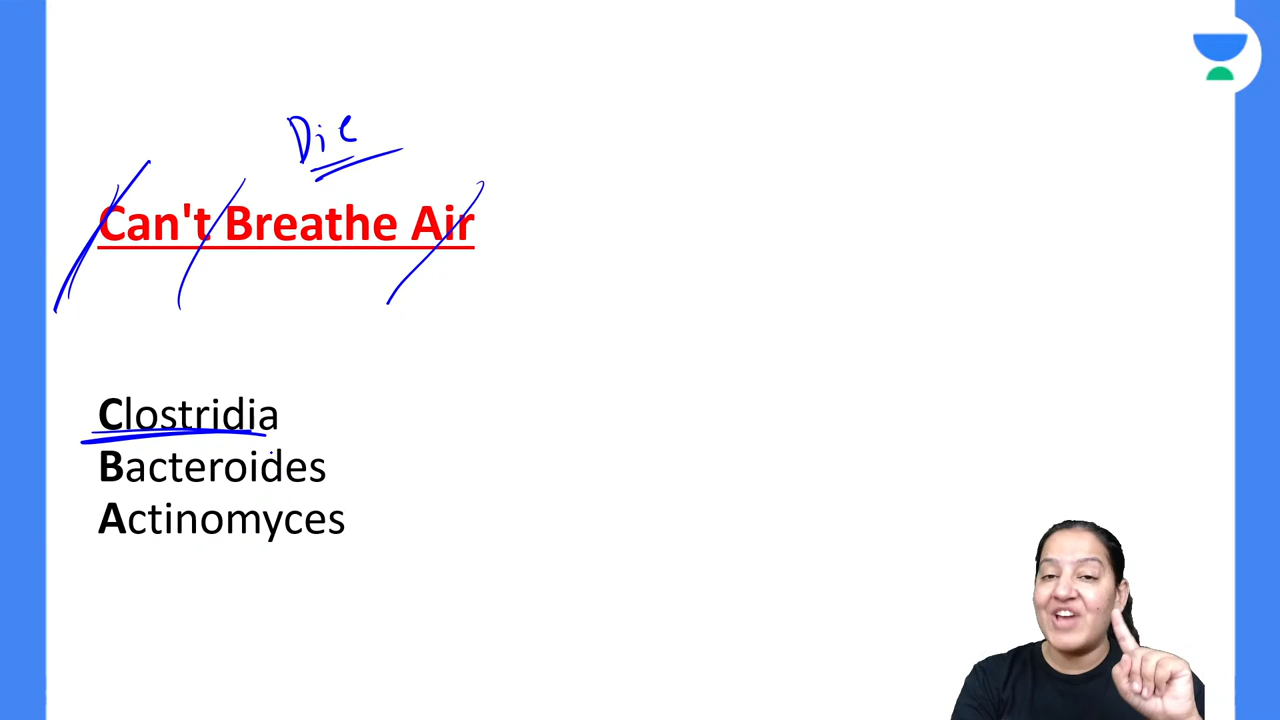 Die
Can't Breathe Air
Clostridia
Bacteroides
Actinomyces